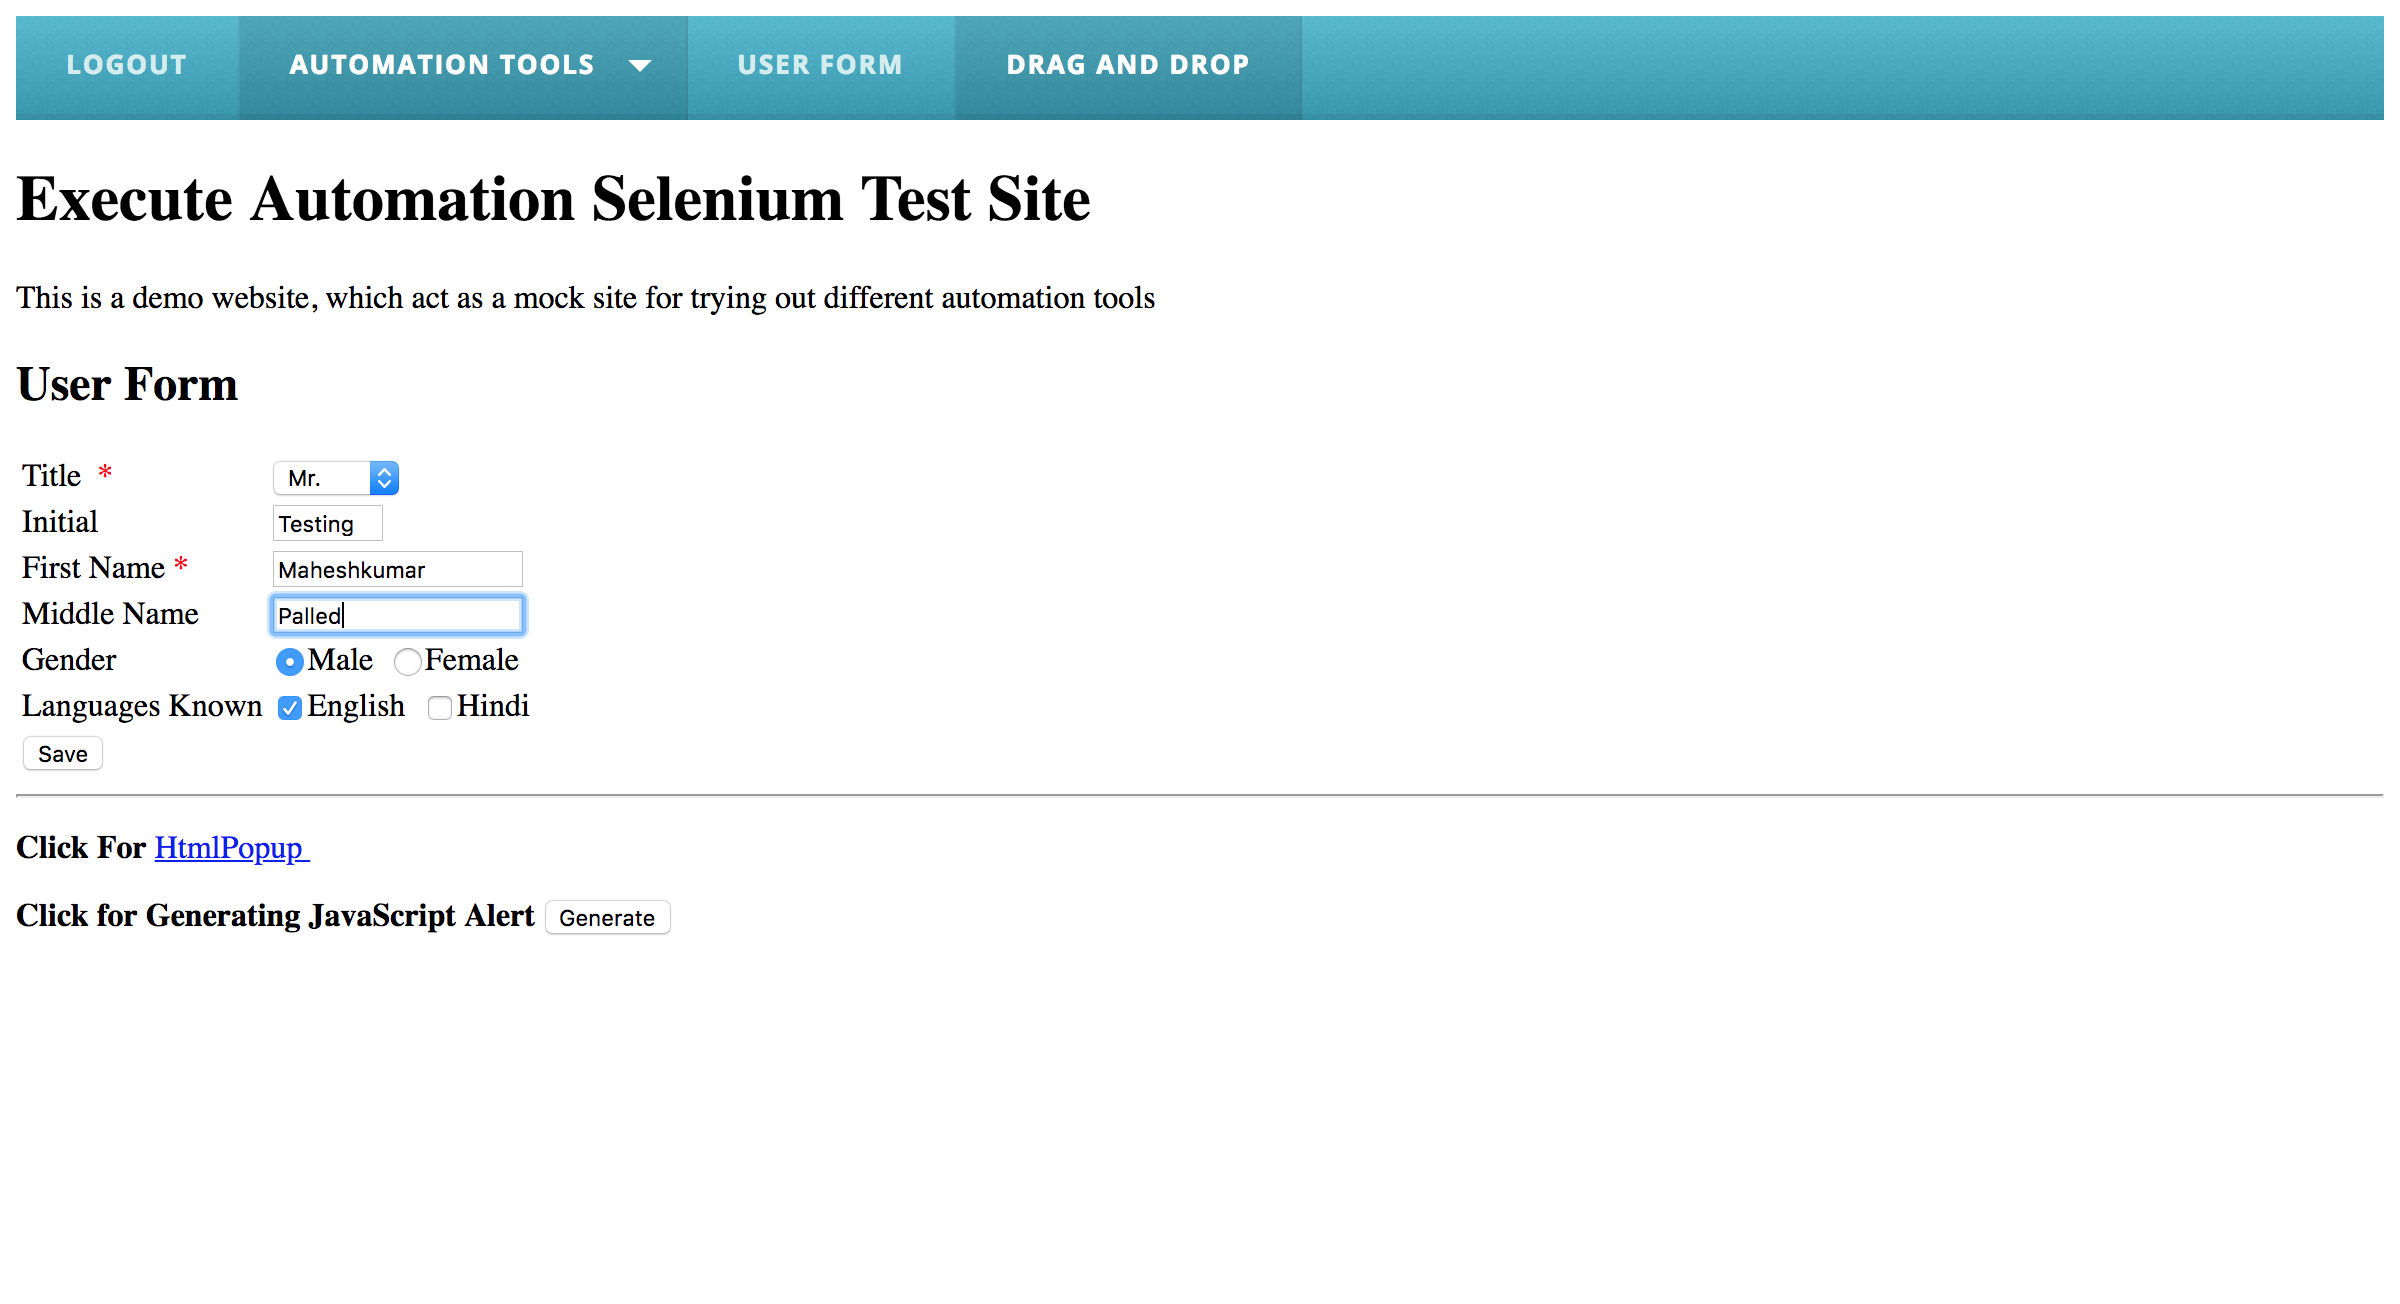 LOGOUT AUTOMATION TOOLS USER FORM DRAG AND DROP
Execute Automation Selenium Test Site
This is a demo website, which act as a mock site for trying out different automation tools
User Form
Title * Mr.
Initial Testing
First Name * Maheshkumar
Middle Name Palled
Gender Male Female
Languages Known English Hindi
Save
Click For HtmlPopup
Click for Generating JavaScript Alert Generate